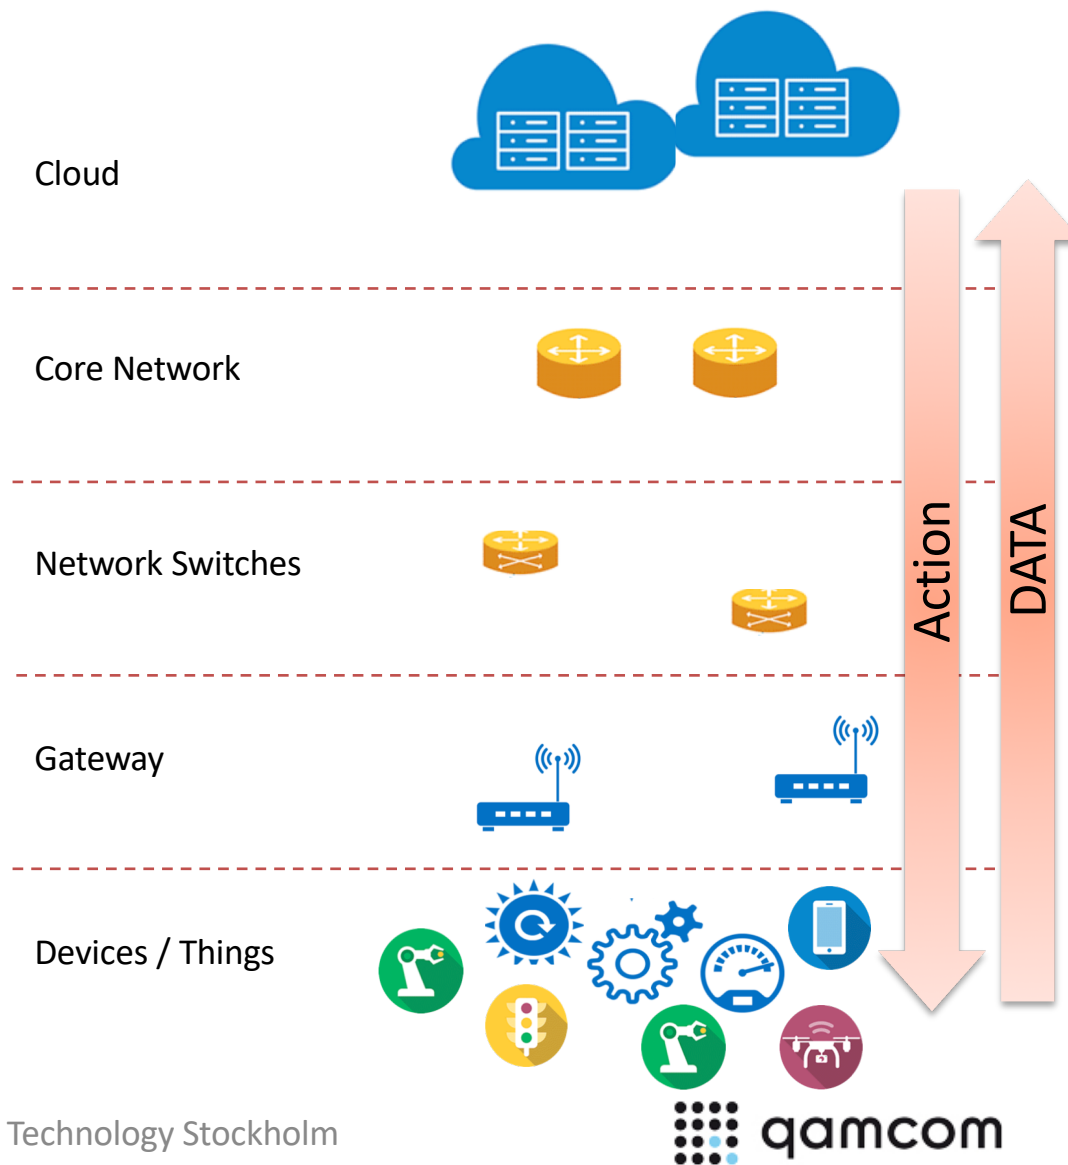 Cloud
Core Network
Network Switches
Gateway
Devices / Things
Action
DATA
Technology Stockholm
qamcom